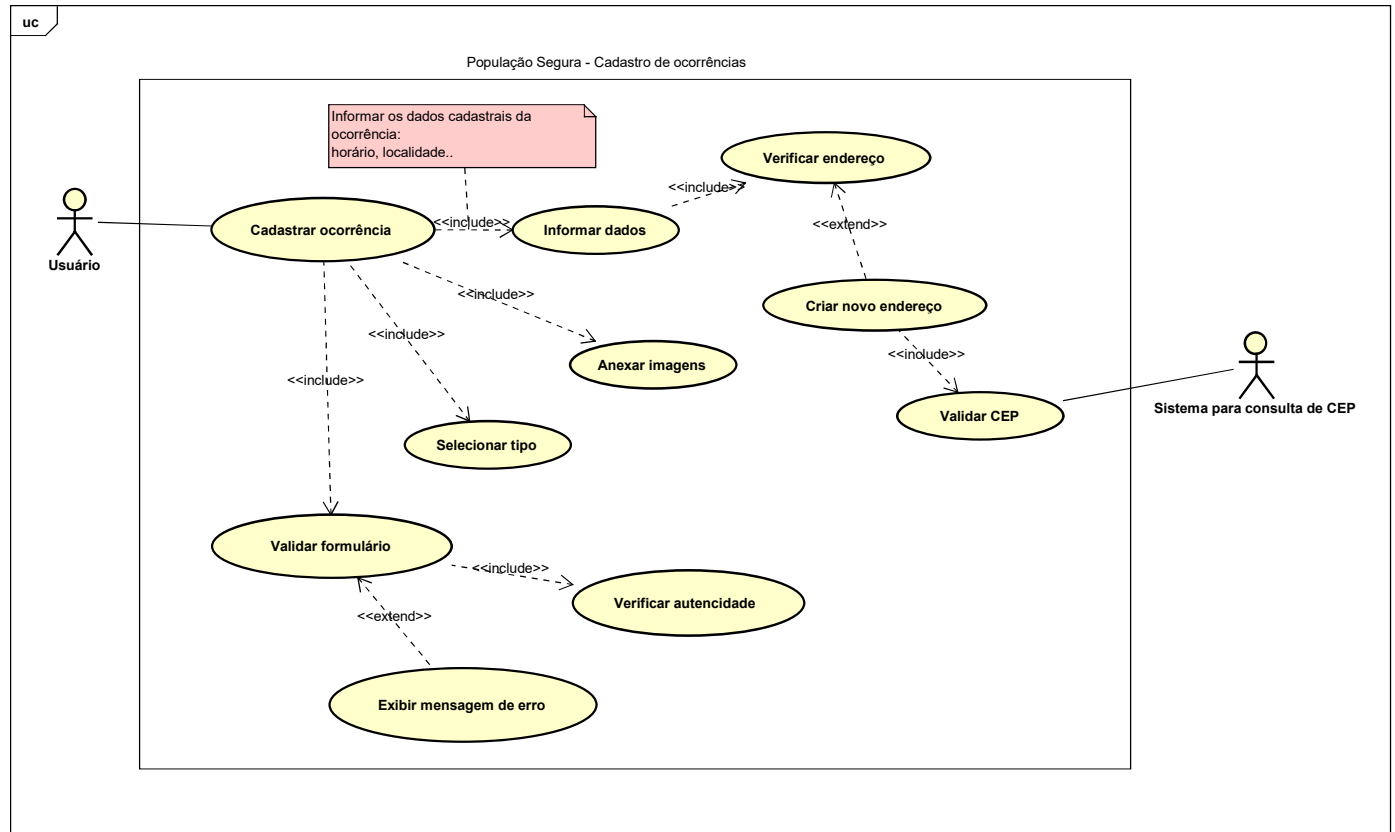 uc
População Segura - Cadastro de ocorrências
Informar os dados cadastrais da
ocorrência:
horário, localidade..
Verificar endereço
<<include>>
Cadastrar ocorrência
<<include>>
Informar dados
<<extend>>
Usuário
<<include>>
Criar novo endereço
<<include>>
<<include>>
Anexar imagens
<<include>>
Sistema para consulta de CEP
Validar CEP
Selecionar tipo
Validar formulário
<<include>>
Verificar autencidade
<<extend>>
Exibir mensagem de erro